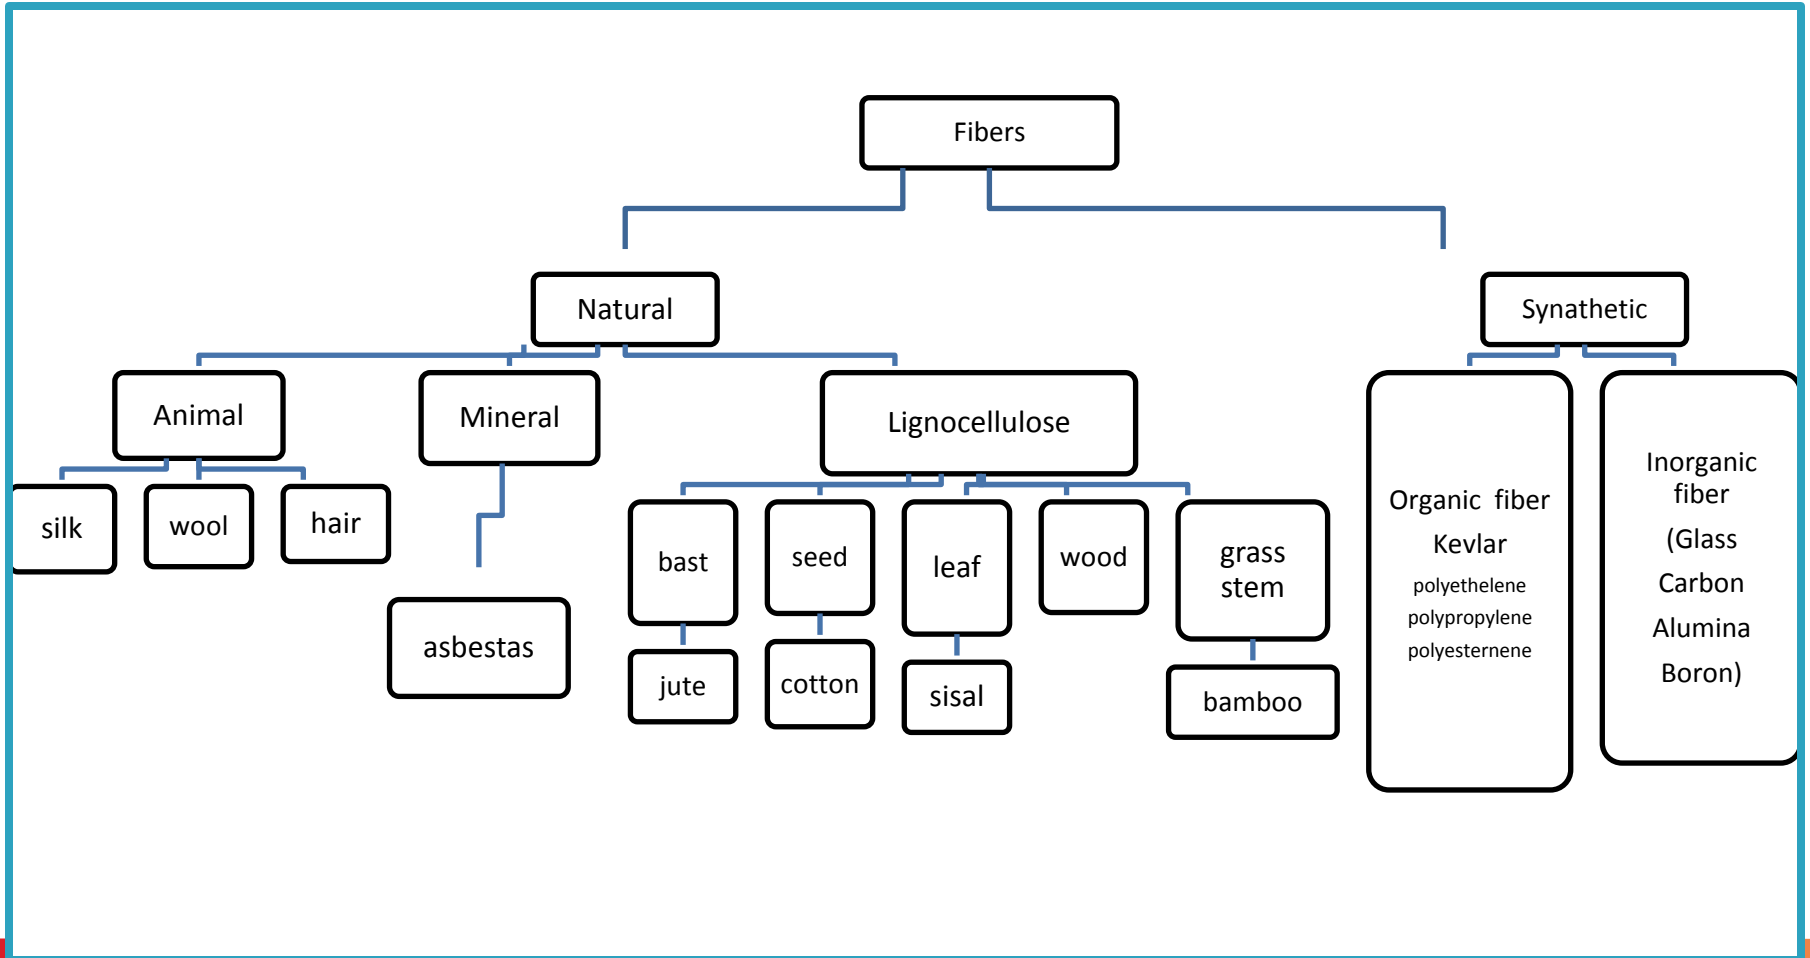 Fibers
Natural
Synathetic
Animal
Mineral
Lignocellulose
silk
wool
hair
asbestas
bast
seed
leaf
wood
grass
stem
jute
cotton
sisal
bamboo
Organic fiber
Kevlar
polyethelene
polypropylene
polyesternene
Inorganic
fiber
(Glass
Carbon
Alumina
Boron)